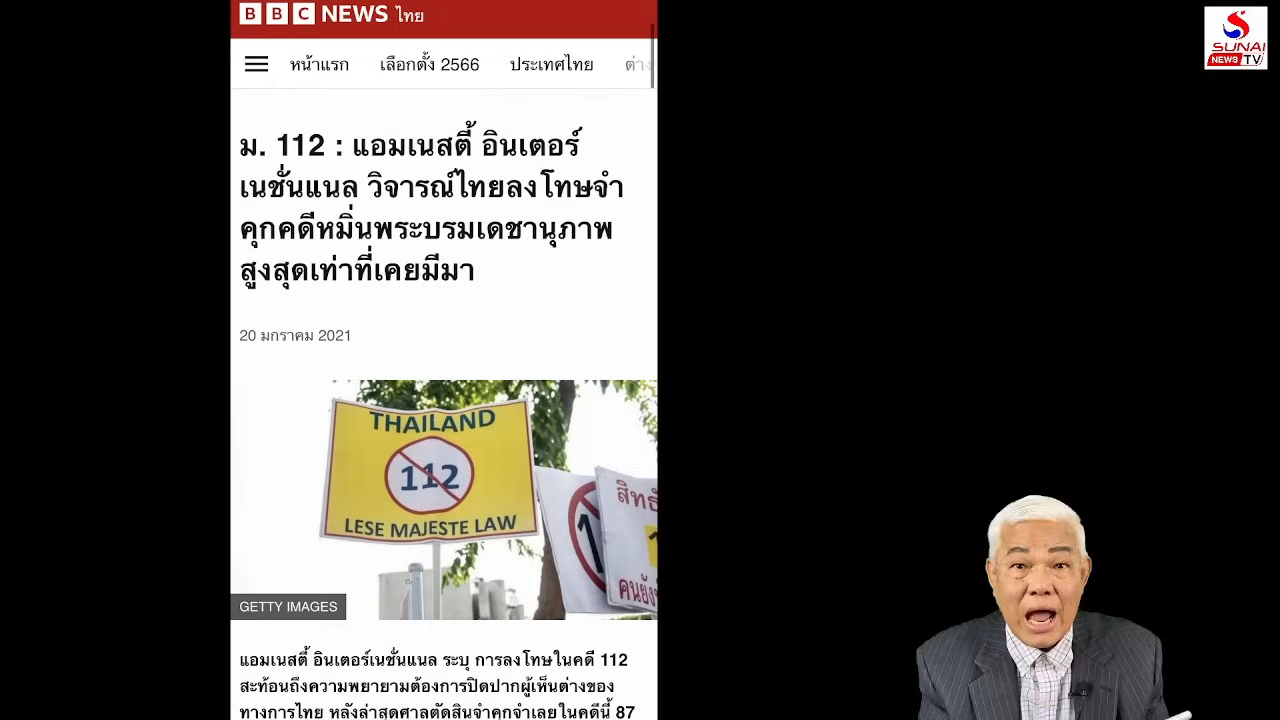 BBC NEWS ไทย
SUNAI
NEWS TV
หน้าแรก เลือกตั้ง 2566 ประเทศไทย ต่าง
ม. 112 : แอมเนสตี้ อินเตอร์
เนชั่นแนล วิจารณ์ไทยลงโทษจำ
คุกคดีหมิ่นพระบรมเดชานุภาพ
สูงสุดเท่าที่เคยมีมา
20 มกราคม 2021
THAILAND
112
LESE MAJESTE LAW
สิทธิ
คนยัง
GETTY IMAGES
แอมเนสตี้ อินเตอร์เนชั่นแนล ระบุ การลงโทษในคดี 112
สะท้อนถึงความพยายามต้องการปิดปากผู้เห็นต่างของ
ทางการไทย หลังล่าสุดศาลตัดสินจำคุกจำเลยในคดีนี้ 87